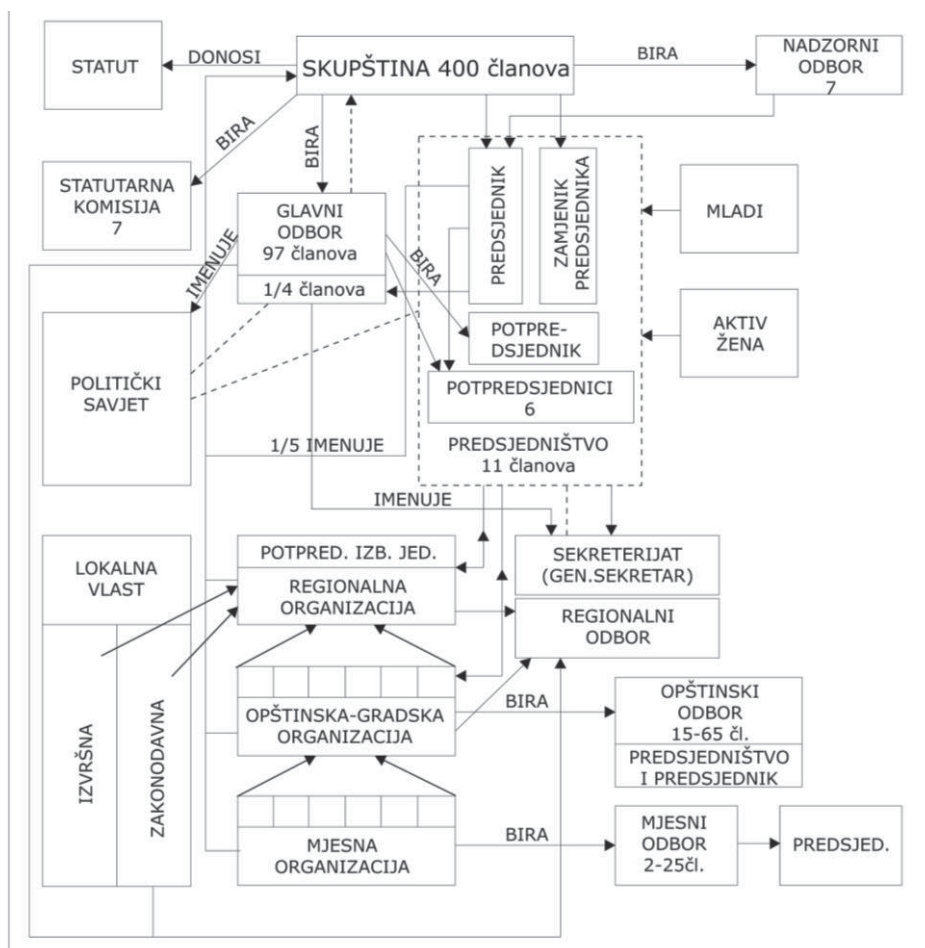 STATUT
DONOSI
SKUPŠTINA 400 članova
BIRA
NADZORNI
ODBOR
7
BIRA
BIRA
STATUTARNA
KOMISIJA
7
GLAVNI
ODBOR
97 članova
1/4 članova
IMENUJE
BIRA
PREDSJEDNIK
ZAMJENIK
PREDSJEDNIKA
MLADI
POTPRE-
DSJEDNIK
AKTIV
ŽENA
POLITIČKI
SAVJET
POTPREDSJEDNICI
6
1/5 IMENUJE
PREDSJEDNIŠTVO
11 članova
IMENUJE
LOKALNA
VLAST
POTPRED. IZB. JED.
REGIONALNA
ORGANIZACIJA
SEKRETERIJAT
(GEN.SEKRETAR)
REGIONALNI
ODBOR
IZVRŠNA
ZAKONODAVNA
OPŠTINSKA-GRADSKA
ORGANIZACIJA
BIRA
OPŠTINSKI
ODBOR
15-65 čl.
PREDSJEDNIŠTVO
I PREDSJEDNIK
MJESNA
ORGANIZACIJA
BIRA
MJESNI
ODBOR
2-25čl.
PREDSJED.